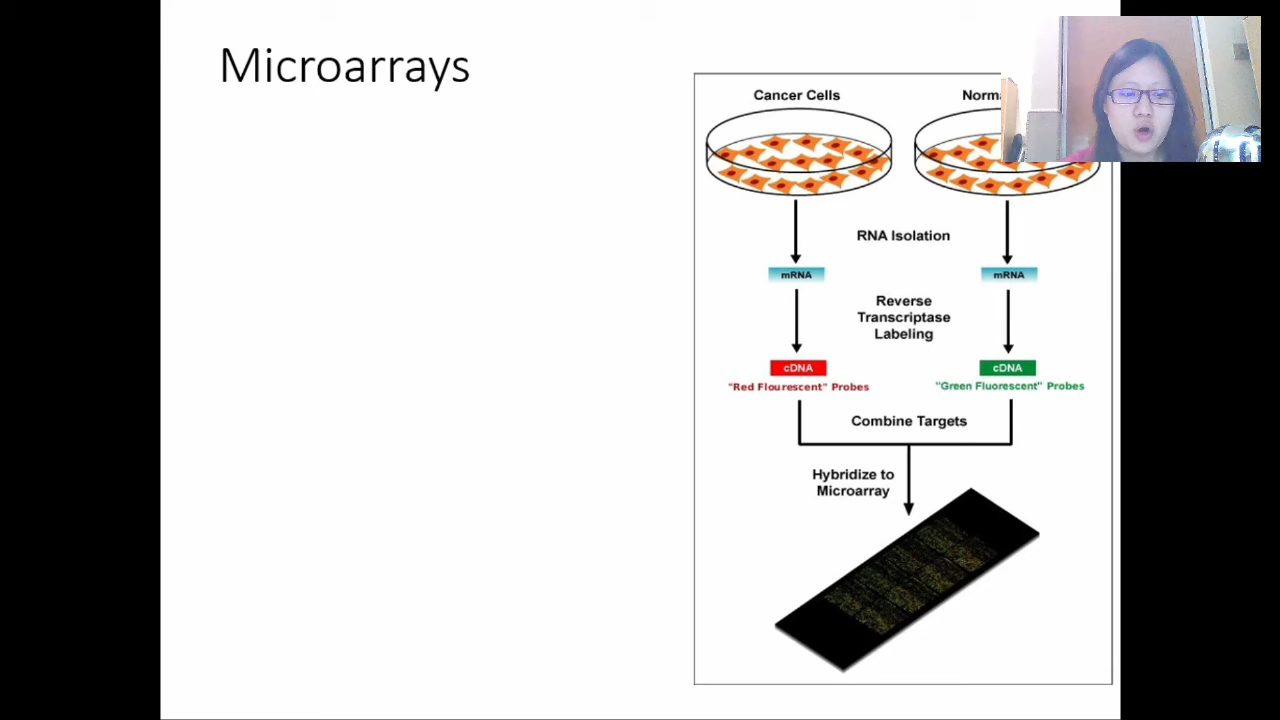 Microarrays
Cancer Cells
RNA Isolation
mRNA
mRNA
Reverse
Transcriptase
Labeling
cDNA
cDNA
"Red Flourescent" Probes
"Green Fluorescent" Probes
Combine Targets
Hybridize to
Microarray